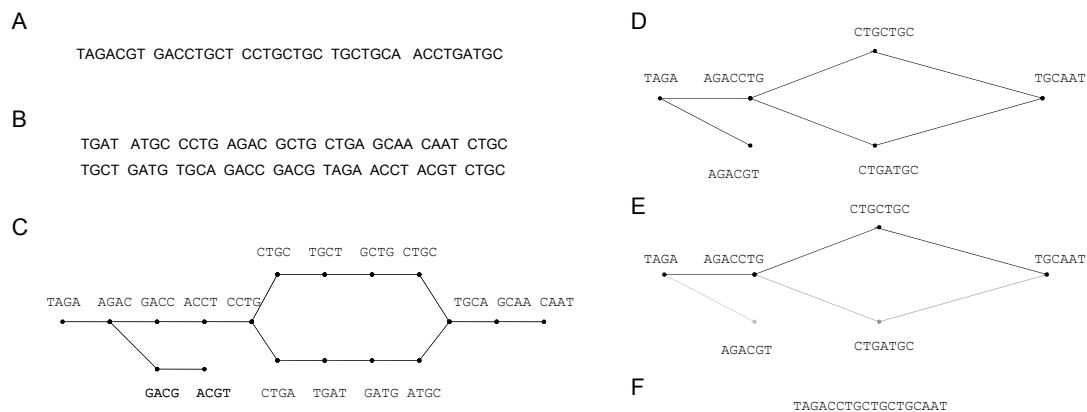 A
TAGACGT GACCTGCT CCTGCTGC TGCTGCA ACCTGATGC
B
TGAT ATGC CCTG AGAC GCTG CTGA GCAA CAAT CTGC
TGCT GATG TGCA GACC GACG TAGA ACCT ACGT CTGC
C
CTGC TGCT GCTG CTGC
TAGA AGAC GACC ACCT CCTG TGCA GCAA CAAT
GACG ACGT CTGA TGAT GATG ATGC
D
CTGCTGC
TAGA AGACCTG TGCAAT
AGACGT CTGATGC
E
CTGCTGC
TAGA AGACCTG TGCAAT
AGACGT CTGATGC
F
TAGACCTGCTGCTGCAAT